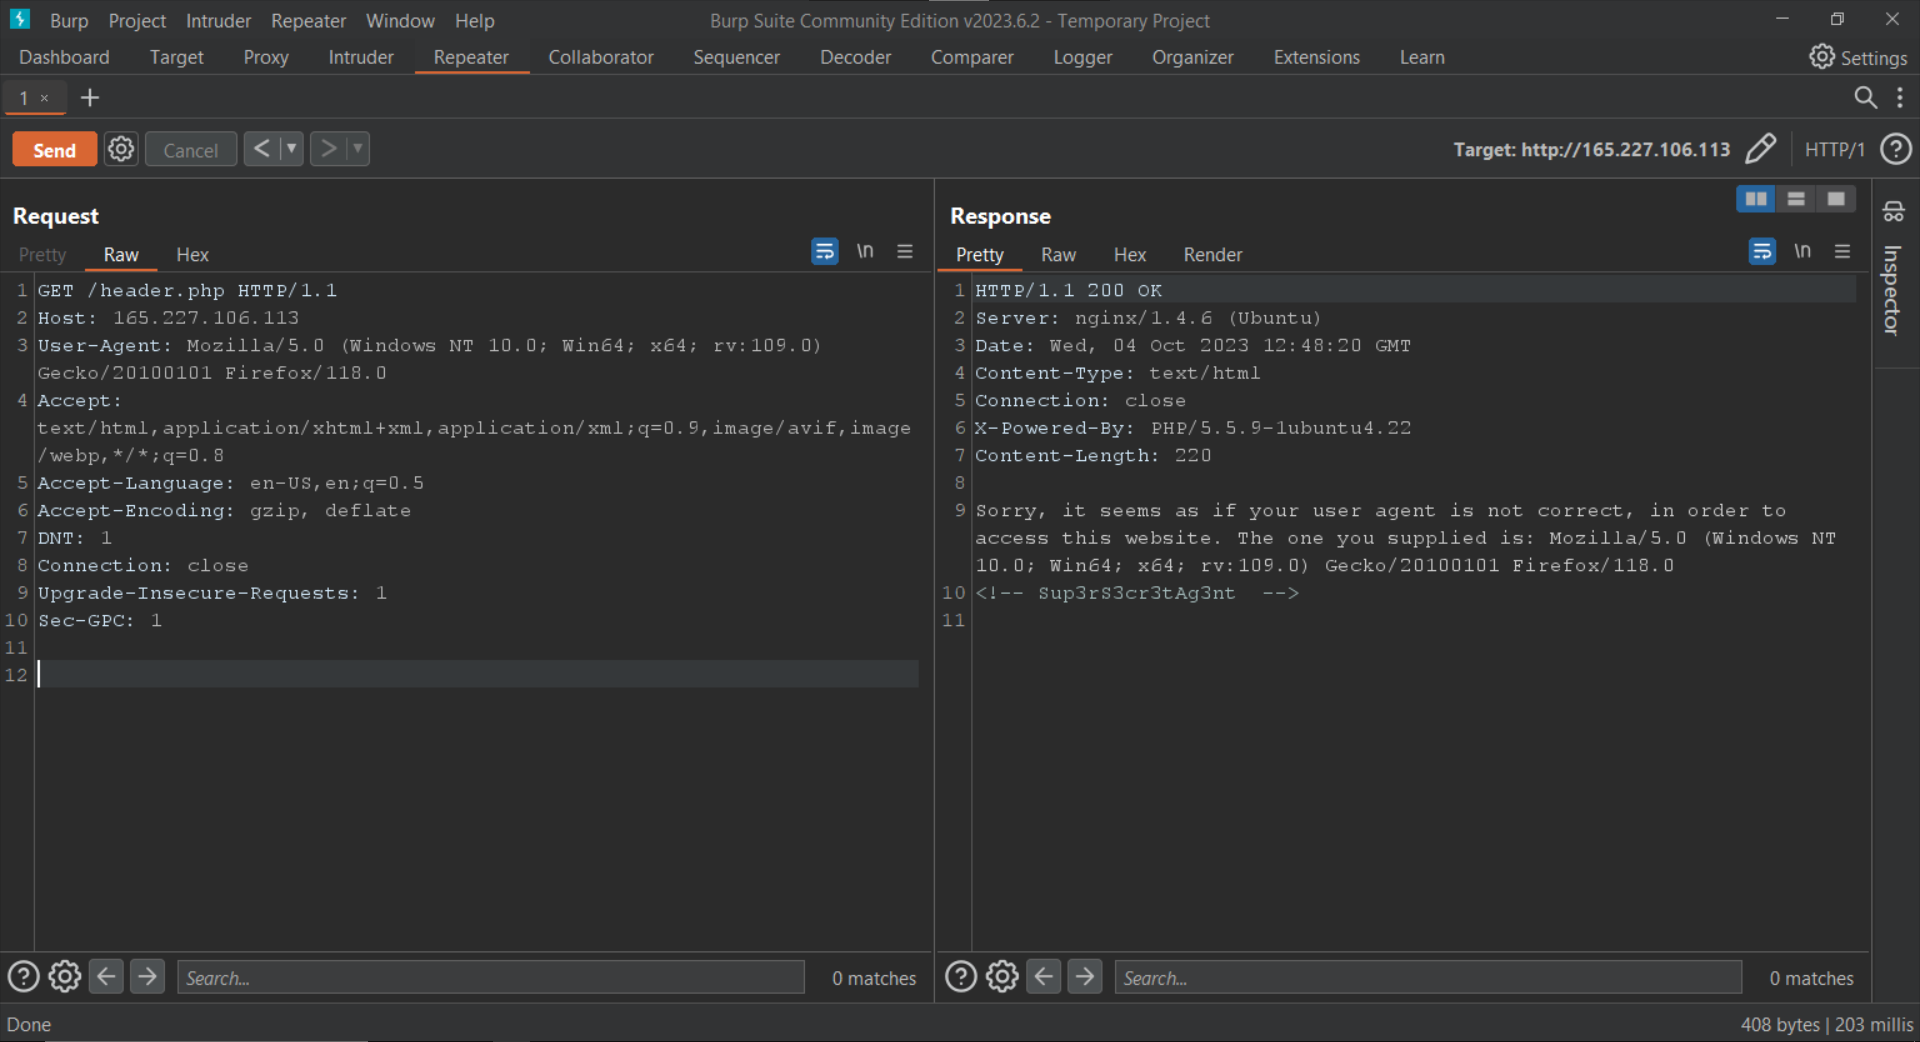 Burp Project Intruder Repeater Window Help Burp Suite Community Edition v2023.6.2 - Temporary Project
Dashboard Target Proxy Intruder Repeater Collaborator Sequencer Decoder Comparer Logger Organizer Extensions Learn Settings
1 × +
Send Cancel < > Target: http://165.227.106.113 HTTP/1
Request
Pretty Raw Hex \n
1 GET /header.php HTTP/1.1
2 Host: 165.227.106.113
3 User-Agent: Mozilla/5.0 (Windows NT 10.0; Win64; x64; rv:109.0)
Gecko/20100101 Firefox/118.0
4 Accept:
text/html,application/xhtml+xml,application/xml;q=0.9,image/avif,image
/webp,*/*;q=0.8
5 Accept-Language: en-US,en;q=0.5
6 Accept-Encoding: gzip, deflate
7 DNT: 1
8 Connection: close
9 Upgrade-Insecure-Requests: 1
10 Sec-GPC: 1
11
12
Search... 0 matches
Response
Pretty Raw Hex Render \n
1 HTTP/1.1 200 OK
2 Server: nginx/1.4.6 (Ubuntu)
3 Date: Wed, 04 Oct 2023 12:48:20 GMT
4 Content-Type: text/html
5 Connection: close
6 X-Powered-By: PHP/5.5.9-1ubuntu4.22
7 Content-Length: 220
8
9 Sorry, it seems as if your user agent is not correct, in order to
access this website. The one you supplied is: Mozilla/5.0 (Windows NT
10.0; Win64; x64; rv:109.0) Gecko/20100101 Firefox/118.0
10 <!-- Sup3rS3cr3tAg3nt  -->
11
Search... 0 matches
Inspector
Done 408 bytes | 203 millis